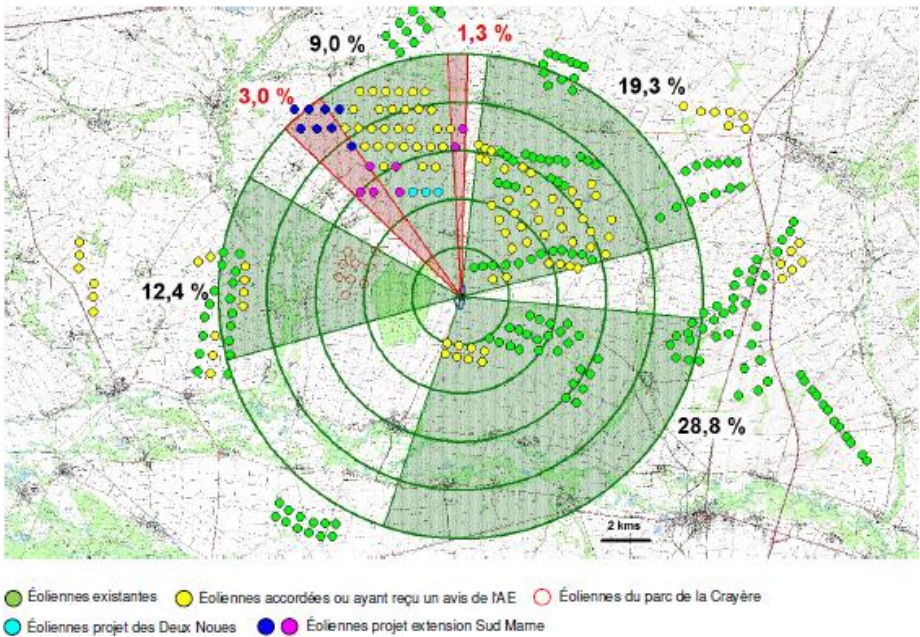 9,0 %
1,3 %
3,0 %
19,3 %
12,4 %
28,8 %
2 kms
Éoliennes existantes
Eoliennes accordées ou ayant reçu un avis de l'AE
Éoliennes du parc de la Crayère
Éoliennes projet des Deux Noues
Éoliennes projet extension Sud Marne